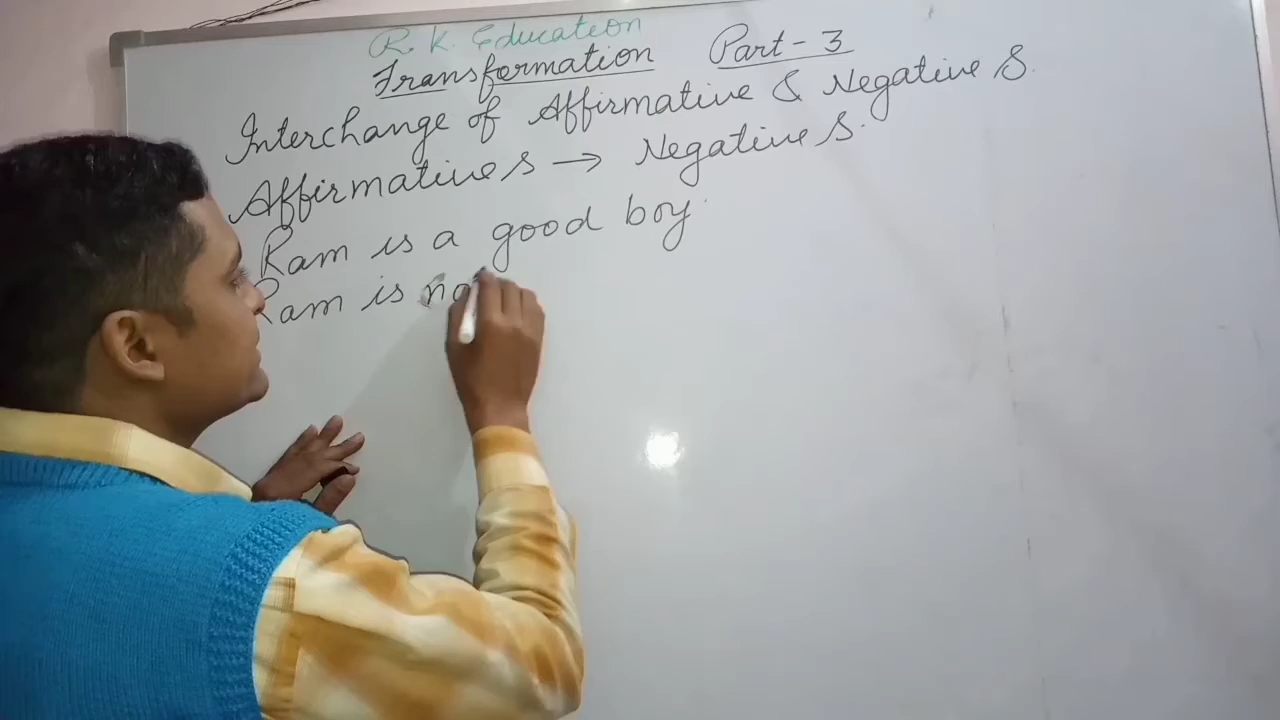 R. K. Education
Transformation Part - 3
Interchange of Affirmative & Negative S.
Affirmative S → Negative S.
Ram is a good boy.
Ram is no